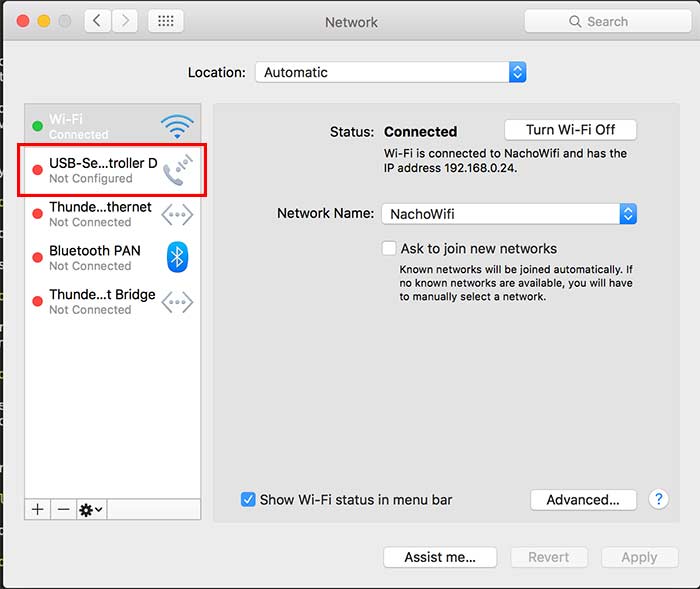 Network
Search
Location:
Automatic
Wi-Fi
Connected
USB-Se...troller D
Not Configured
Thunde...thernet
Not Connected
Bluetooth PAN
Not Connected
Thunde...t Bridge
Not Connected
Status: Connected
Turn Wi-Fi Off
Wi-Fi is connected to NachoWifi and has the
IP address 192.168.0.24.
Network Name: NachoWifi
Ask to join new networks
Known networks will be joined automatically. If
no known networks are available, you will have
to manually select a network.
Show Wi-Fi status in menu bar
Advanced...
?
Assist me...
Revert
Apply